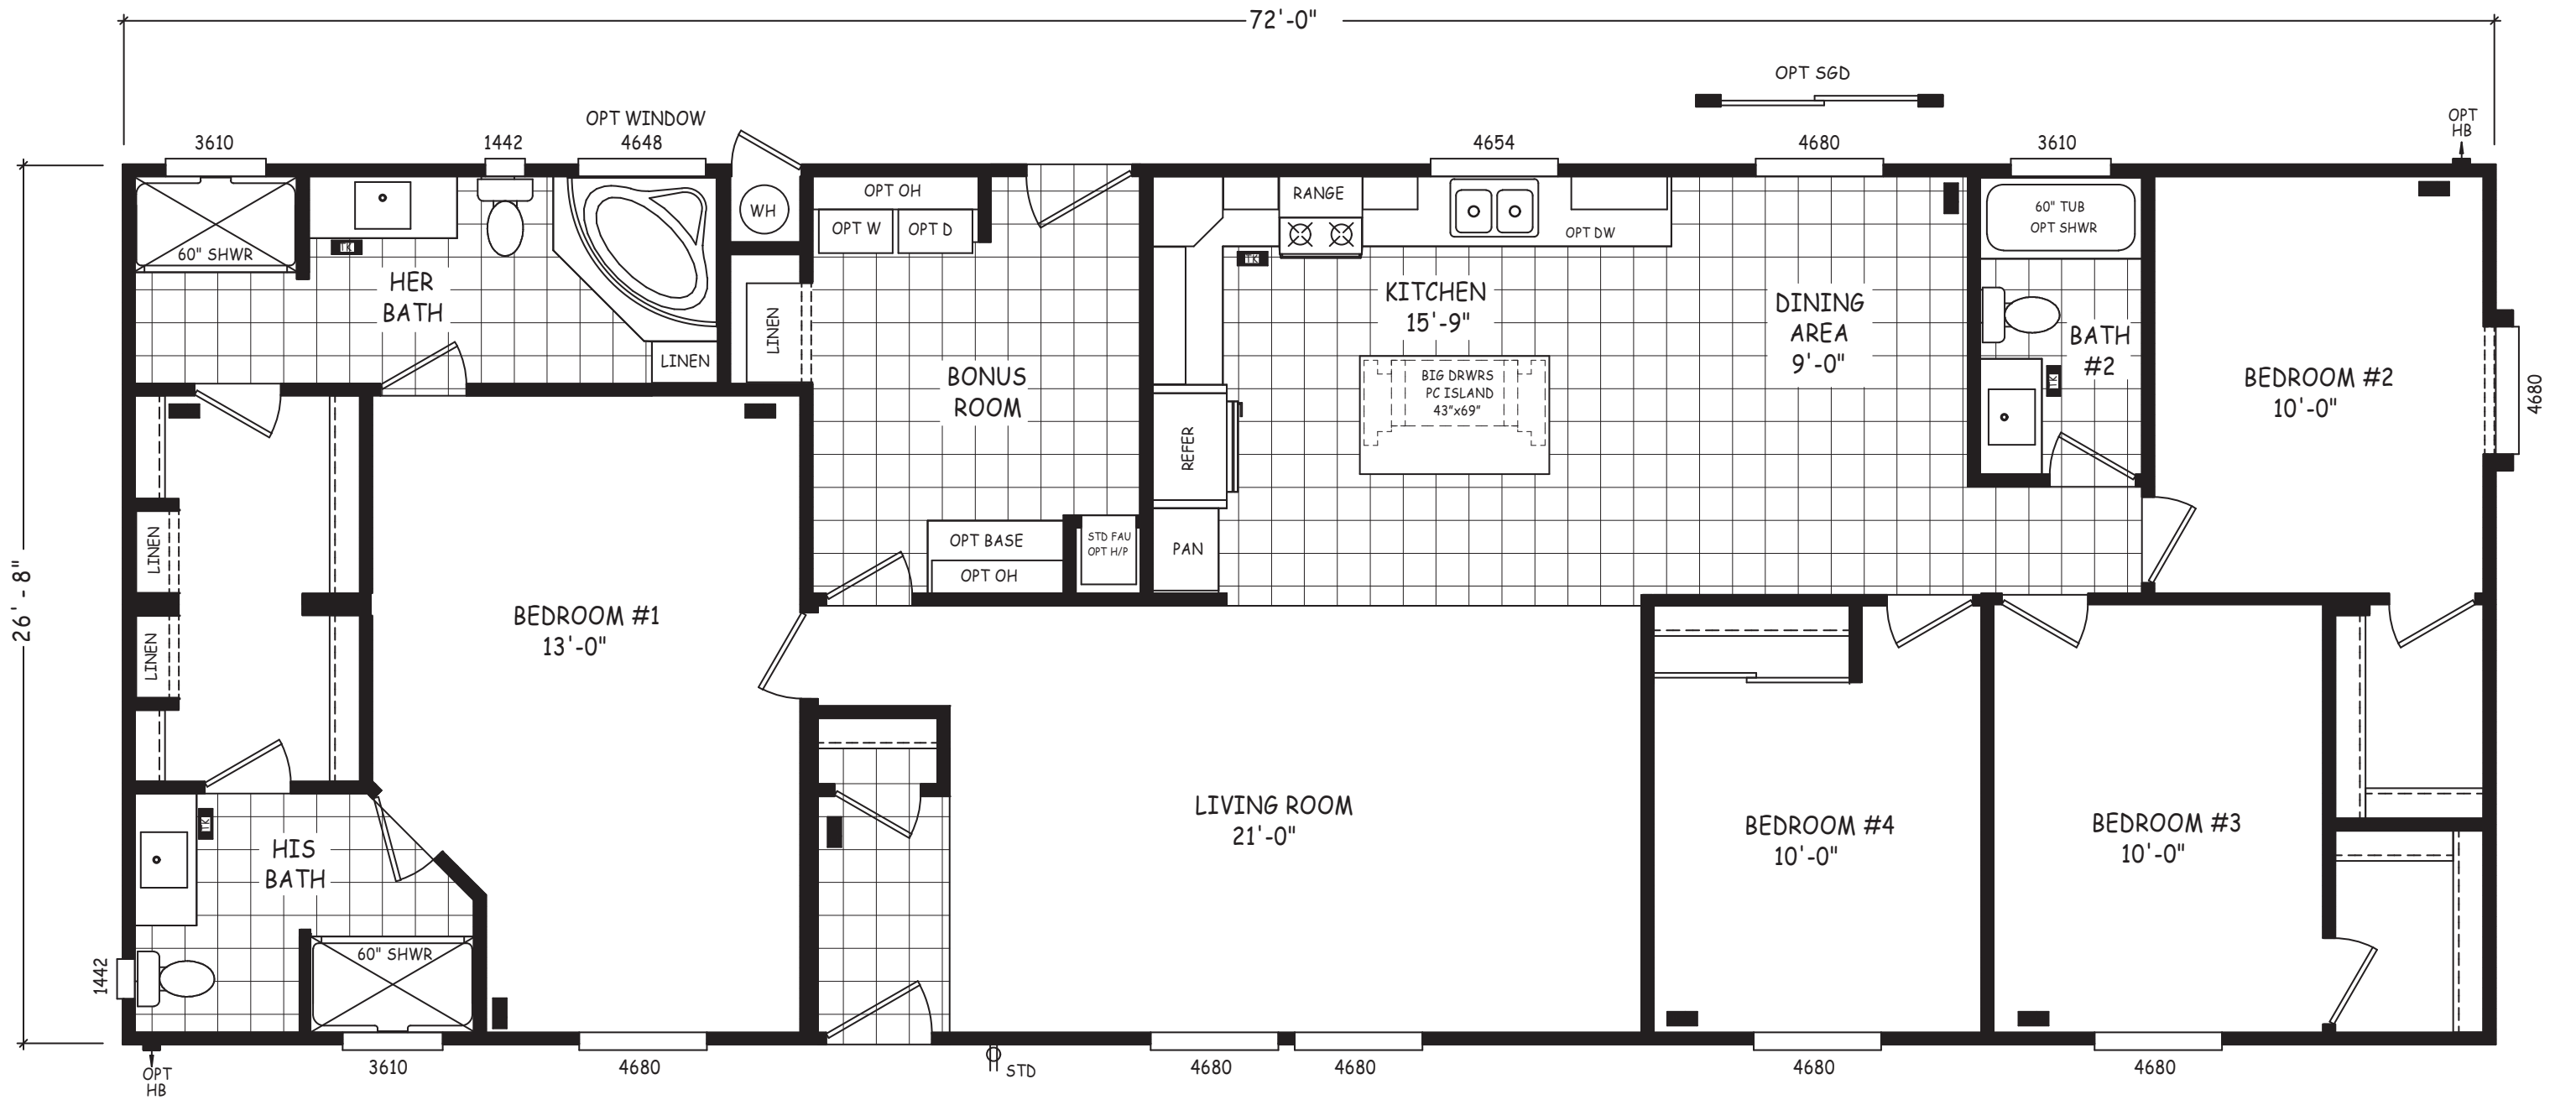 72'-0"
OPT SGD
OPT WINDOW
OPT
HB
3610
1442
4648
4654
4680
3610
WH
OPT OH
RANGE
OPT W
OPT D
OPT DW
60" TUB
OPT SHWR
TK
60" SHWR
TK
HER
BATH
LINEN
LINEN
KITCHEN
15'-9"
DINING
AREA
9'-0"
BATH
#2
TK
BONUS
ROOM
BIG DRWRS
PC ISLAND
43"x69"
BEDROOM #2
10'-0"
4680
REFER
26'-8"
LINEN
OPT BASE
OPT OH
STD FAU
OPT H/P
PAN
LINEN
BEDROOM #1
13'-0"
LIVING ROOM
21'-0"
BEDROOM #4
10'-0"
BEDROOM #3
10'-0"
TK
HIS
BATH
60" SHWR
1442
OPT
HB
3610
4680
STD
4680
4680
4680
4680